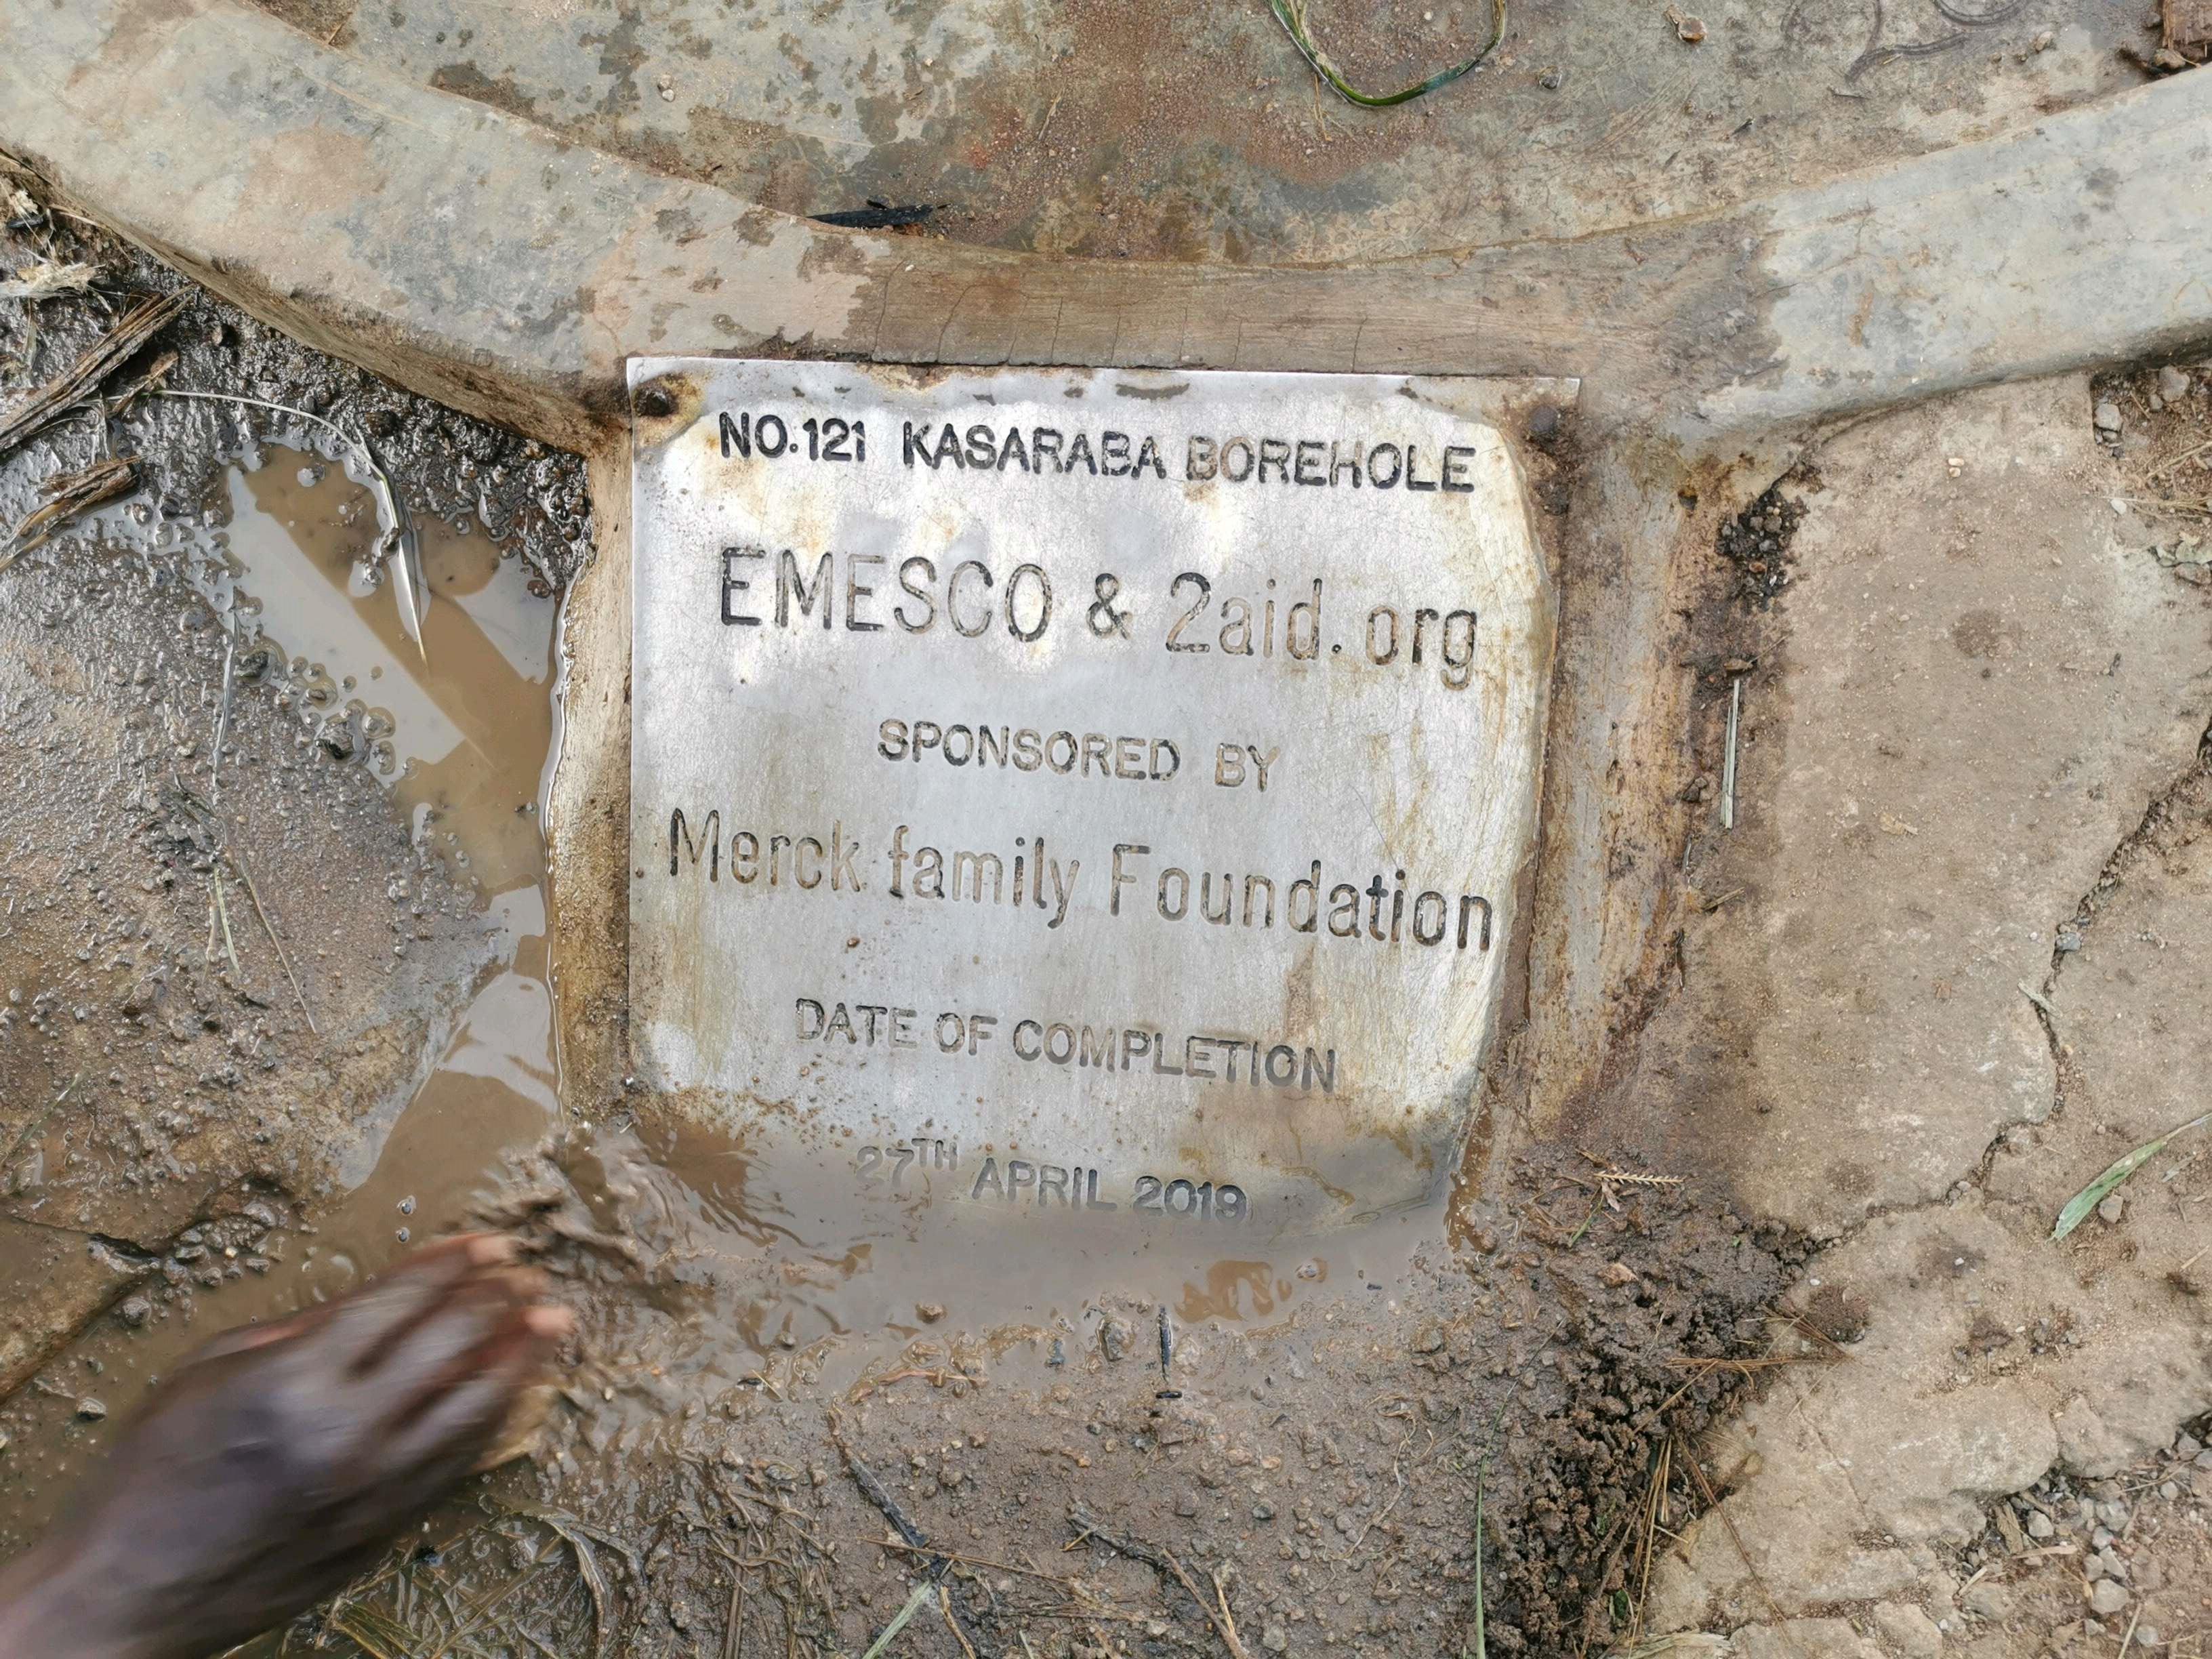 NO.121 KASARABA BOREHOLE
EMESCO & 2aid.org
SPONSORED BY
Merck family Foundation
DATE OF COMPLETION
27TH APRIL 2019